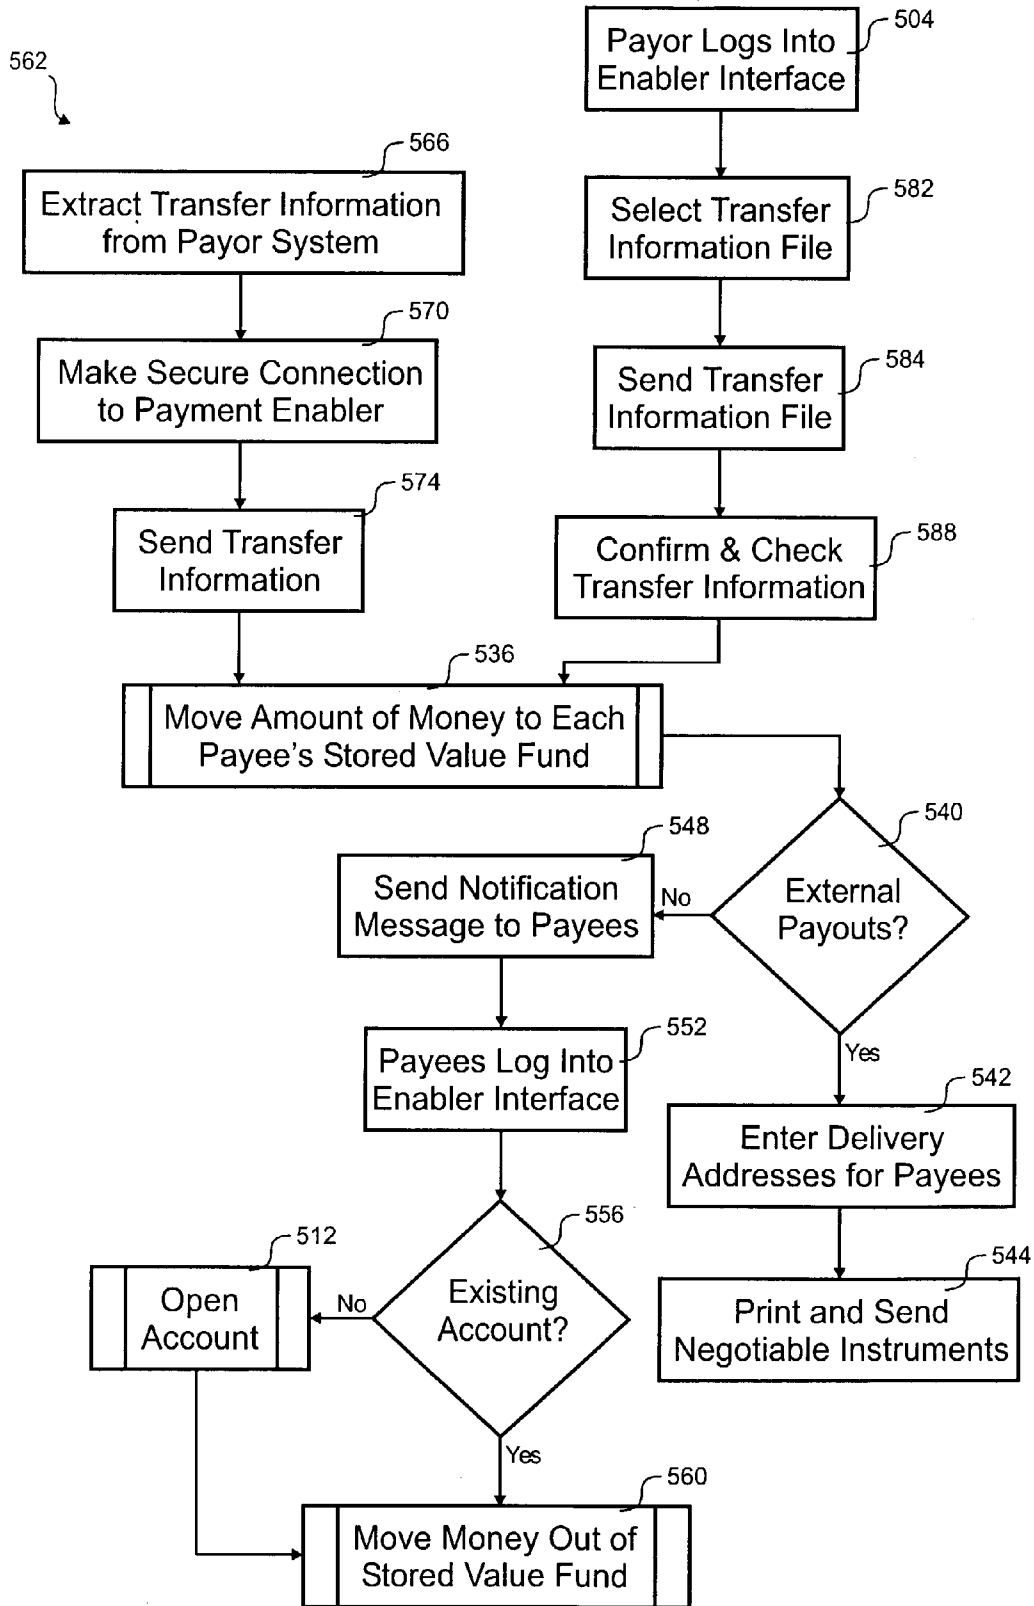 504
Payor Logs Into
Enabler Interface
562
566
Extract Transfer Information
from Payor System
582
Select Transfer
Information File
570
Make Secure Connection
to Payment Enabler
584
Send Transfer
Information File
574
Send Transfer
Information
588
Confirm & Check
Transfer Information
536
Move Amount of Money to Each
Payee's Stored Value Fund
540
External
Payouts?
548
Send Notification
Message to Payees
No
Yes
552
Payees Log Into
Enabler Interface
542
Enter Delivery
Addresses for Payees
556
Existing
Account?
512
Open
Account
No
544
Print and Send
Negotiable Instruments
Yes
560
Move Money Out of
Stored Value Fund